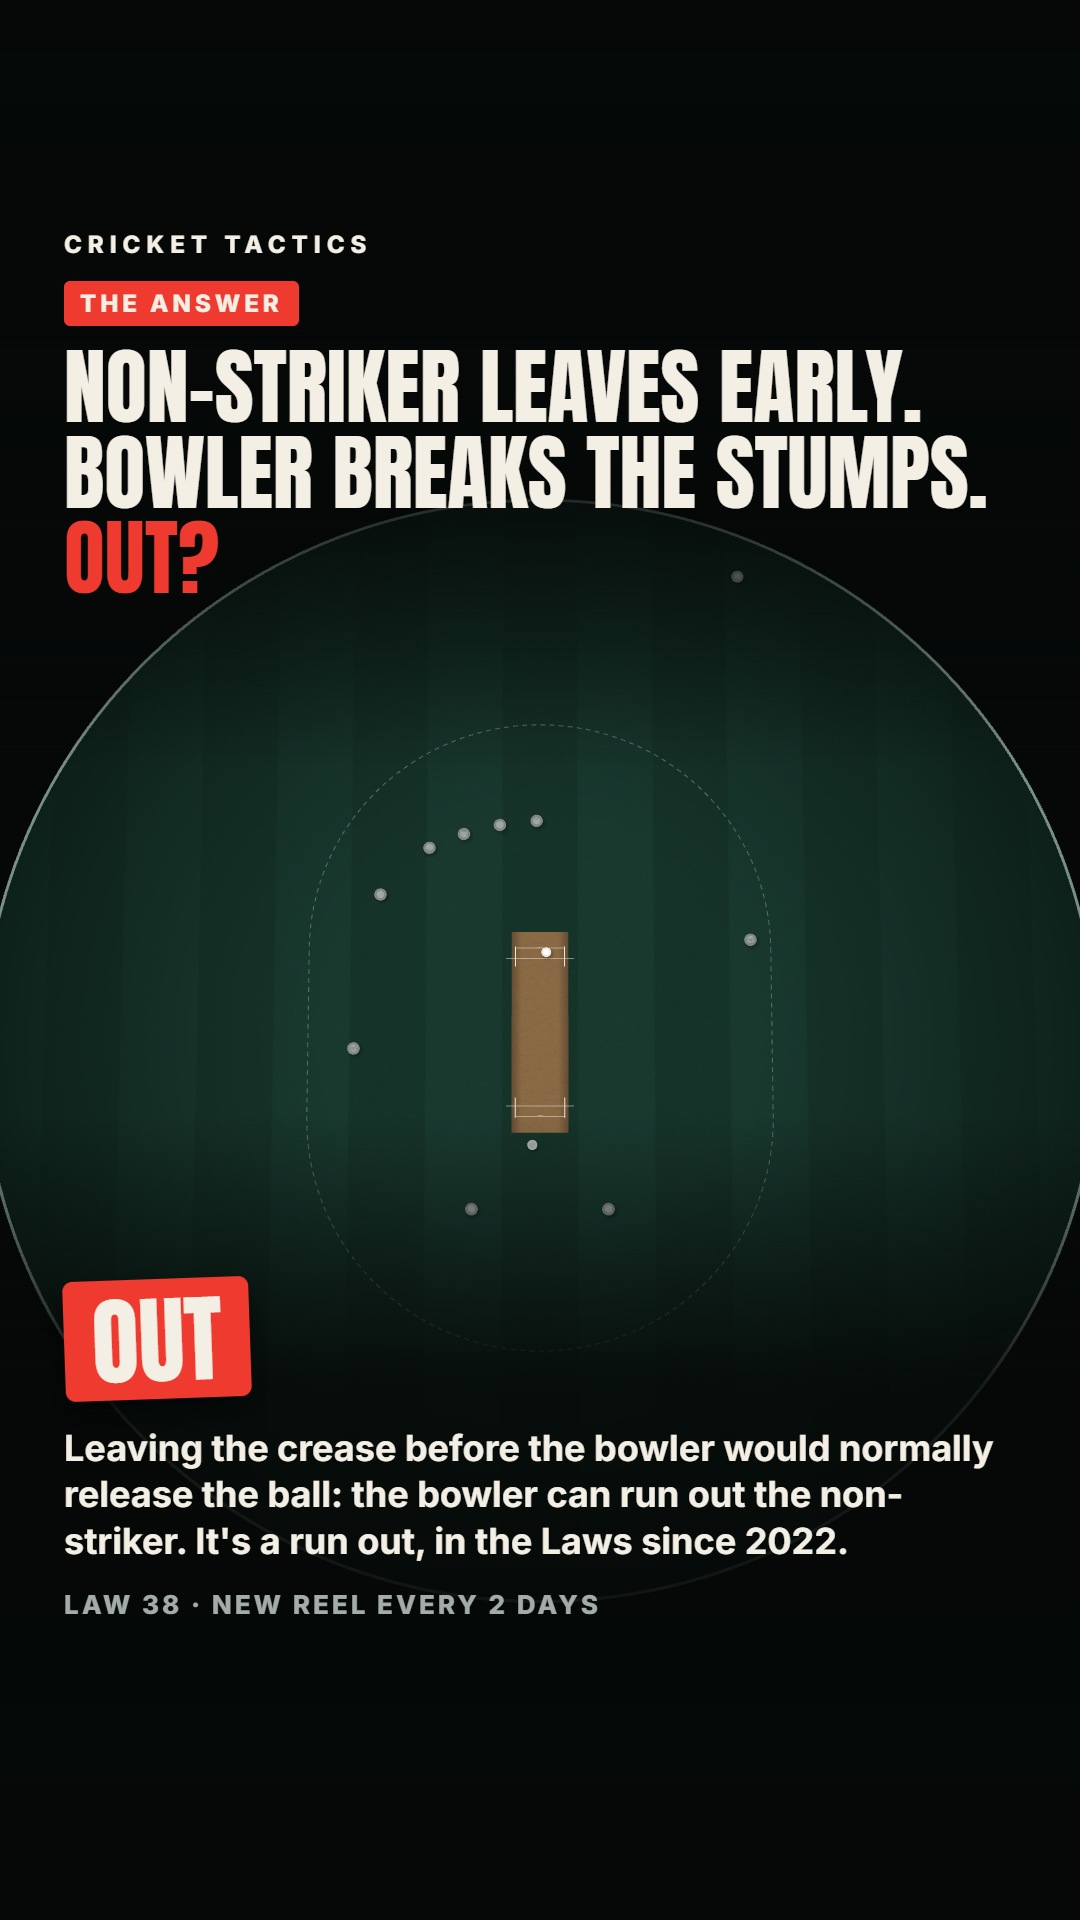 CRICKET TACTICS
THE ANSWER
NON-STRIKER LEAVES EARLY.
BOWLER BREAKS THE STUMPS.
OUT?
OUT
Leaving the crease before the bowler would normally
release the ball: the bowler can run out the non-
striker. It's a run out, in the Laws since 2022.
LAW 38 · NEW REEL EVERY 2 DAYS